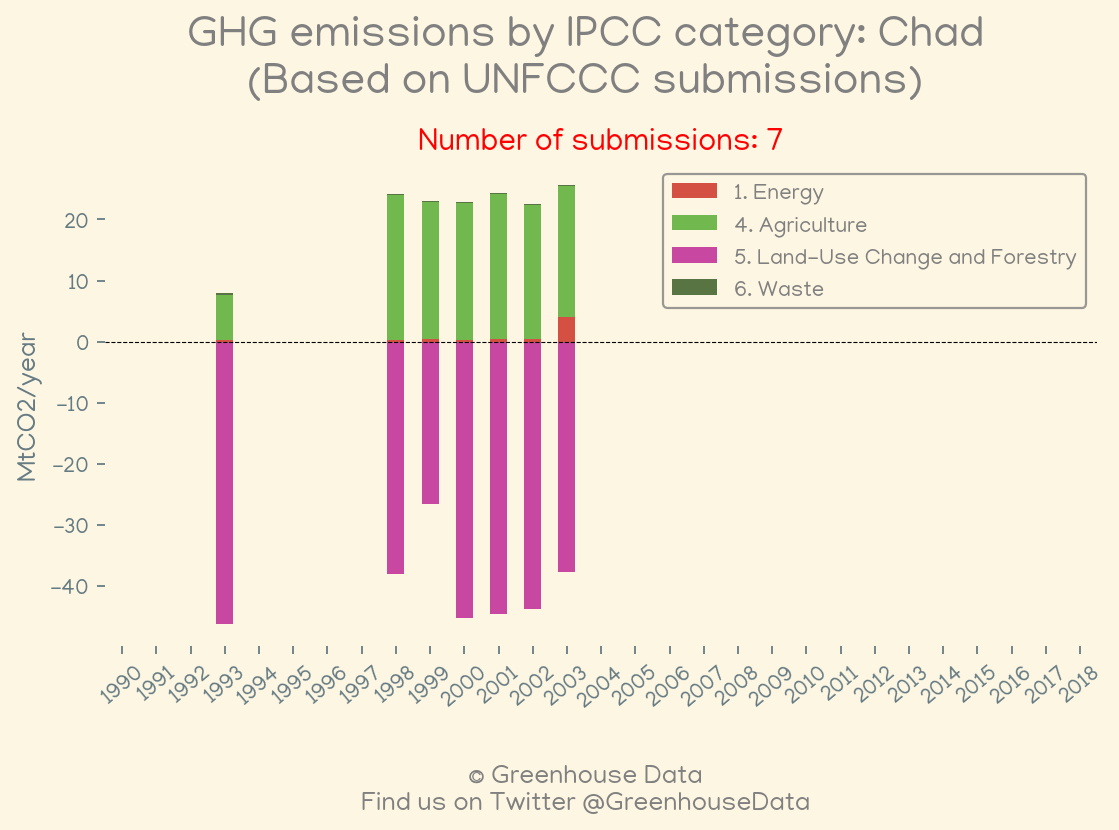 GHG emissions by IPCC category: Chad
(Based on UNFCCC submissions)
Number of submissions: 7
1. Energy
4. Agriculture
5. Land-Use Change and Forestry
6. Waste
MtCO2/year
20
10
0
-10
-20
-30
-40
1990 1991 1992 1993 1994 1995 1996 1997 1998 1999 2000 2001 2002 2003 2004 2005 2006 2007 2008 2009 2010 2011 2012 2013 2014 2015 2016 2017 2018
© Greenhouse Data
Find us on Twitter @GreenhouseData